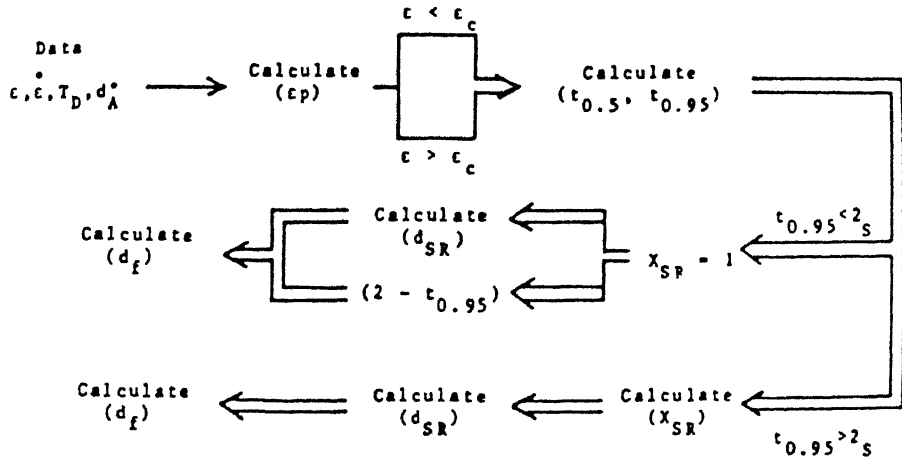 ε < ε_c
Data
ε, ε̇, T_D, d_A°
Calculate
(εp)
Calculate
(t_0.5, t_0.95)
ε > ε_c
Calculate
(d_f)
Calculate
(d_SR)
(2 - t_0.95)
X_SR = 1
t_0.95<2_s
Calculate
(d_f)
Calculate
(d_SR)
Calculate
(X_SR)
t_0.95>2_s